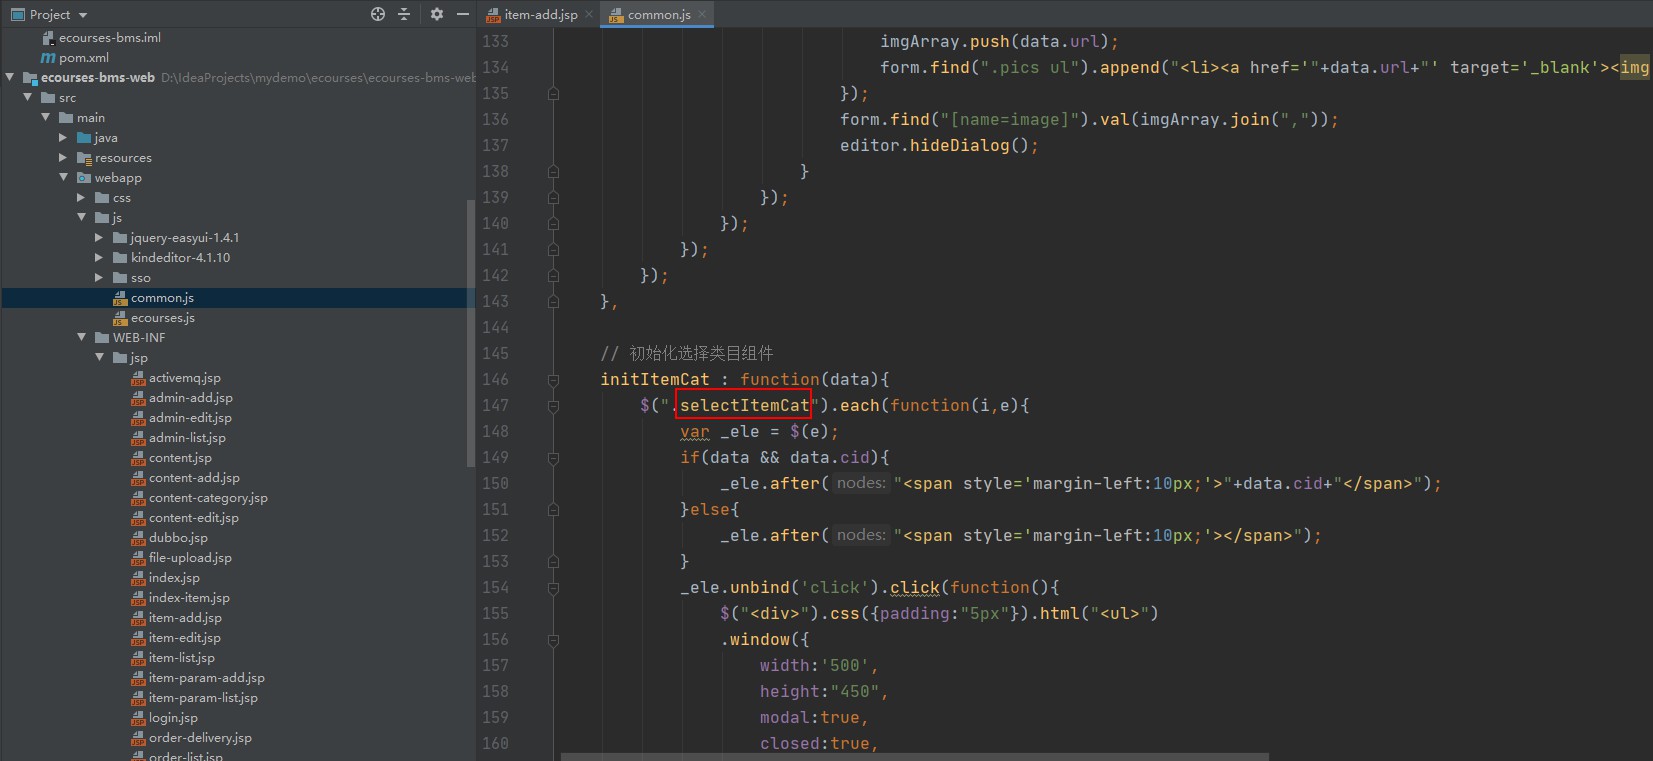 Project
ecourses-bms.iml
pom.xml
ecourses-bms-web D:\IdeaProjects\mydemo\ecourses\ecourses-bms-web
src
main
java
resources
webapp
css
js
jquery-easyui-1.4.1
kindeditor-4.1.10
sso
common.js
ecourses.js
WEB-INF
jsp
activemq.jsp
admin-add.jsp
admin-edit.jsp
admin-list.jsp
content.jsp
content-add.jsp
content-category.jsp
content-edit.jsp
dubbo.jsp
file-upload.jsp
index.jsp
index-item.jsp
item-add.jsp
item-edit.jsp
item-list.jsp
item-param-add.jsp
item-param-list.jsp
login.jsp
order-delivery.jsp
order-list.jsp
item-add.jsp
common.js
133 imgArray.push(data.url);
134 form.find(".pics ul").append("<li><a href='"+data.url+"' target='_blank'><img
135 });
136 form.find("[name=image]").val(imgArray.join(","));
137 editor.hideDialog();
138 }
139 });
140 });
141 });
142 });
143 },
144
145 // 初始化选择类目组件
146 initItemCat : function(data){
147 $(".selectItemCat").each(function(i,e){
148 var _ele = $(e);
149 if(data && data.cid){
150 _ele.after( nodes: "<span style='margin-left:10px;'>"+data.cid+"</span>");
151 }else{
152 _ele.after( nodes: "<span style='margin-left:10px;'></span>");
153 }
154 _ele.unbind('click').click(function(){
155 $("<div>").css({padding:"5px"}).html("<ul>")
156 .window({
157 width:'500',
158 height:"450",
159 modal:true,
160 closed:true,